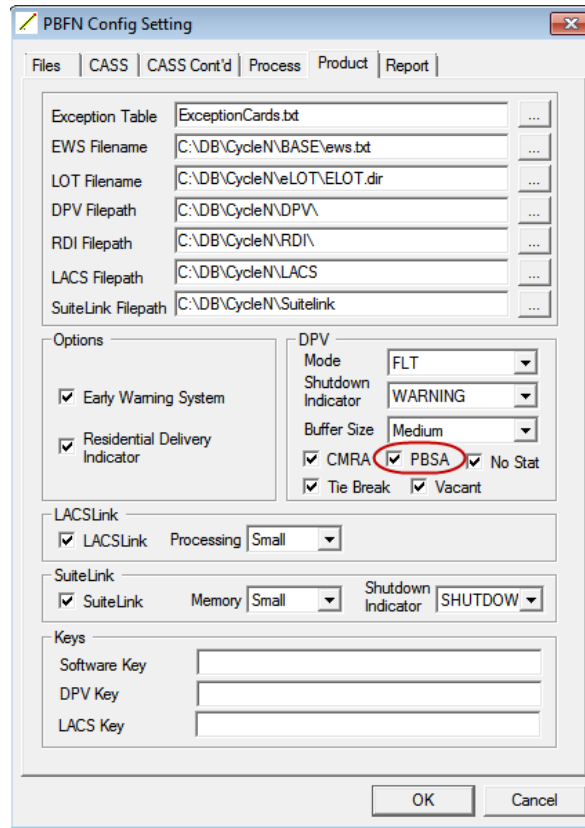 PBFN Config Setting
Files CASS CASS Cont'd Process Product Report
Exception Table ExceptionCards.txt ...
EWS Filename C:\DB\CycleN\BASE\ews.txt ...
LOT Filename C:\DB\CycleN\eLOT\ELOT.dir ...
DPV Filepath C:\DB\CycleN\DPV\ ...
RDI Filepath C:\DB\CycleN\RDI\ ...
LACS Filepath C:\DB\CycleN\LACS ...
SuiteLink Filepath C:\DB\CycleN\Suitelink ...
Options
Early Warning System
Residential Delivery
Indicator
DPV
Mode FLT
Shutdown
Indicator WARNING
Buffer Size Medium
CMRA PBSA No Stat
Tie Break Vacant
LACSLink
LACSLink Processing Small
SuiteLink
SuiteLink Memory Small Shutdown
Indicator SHUTDOW
Keys
Software Key
DPV Key
LACS Key
OK Cancel